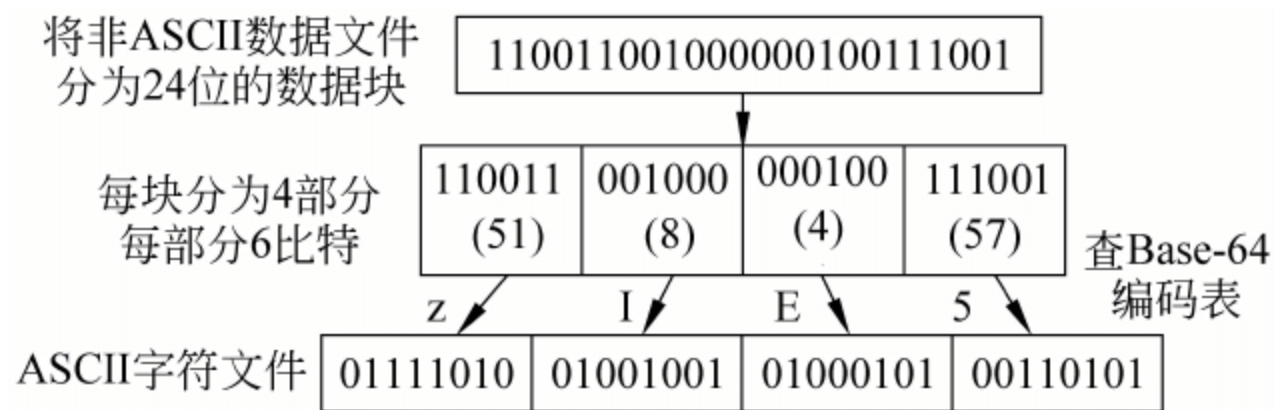 将非ASCII数据文件
分为24位的数据块
110011001000000100111001
每块分为4部分
每部分6比特
110011 001000 000100 111001
(51) (8) (4) (57)
查Base-64
编码表
z I E 5
ASCII字符文件
01111010 01001001 01000101 00110101